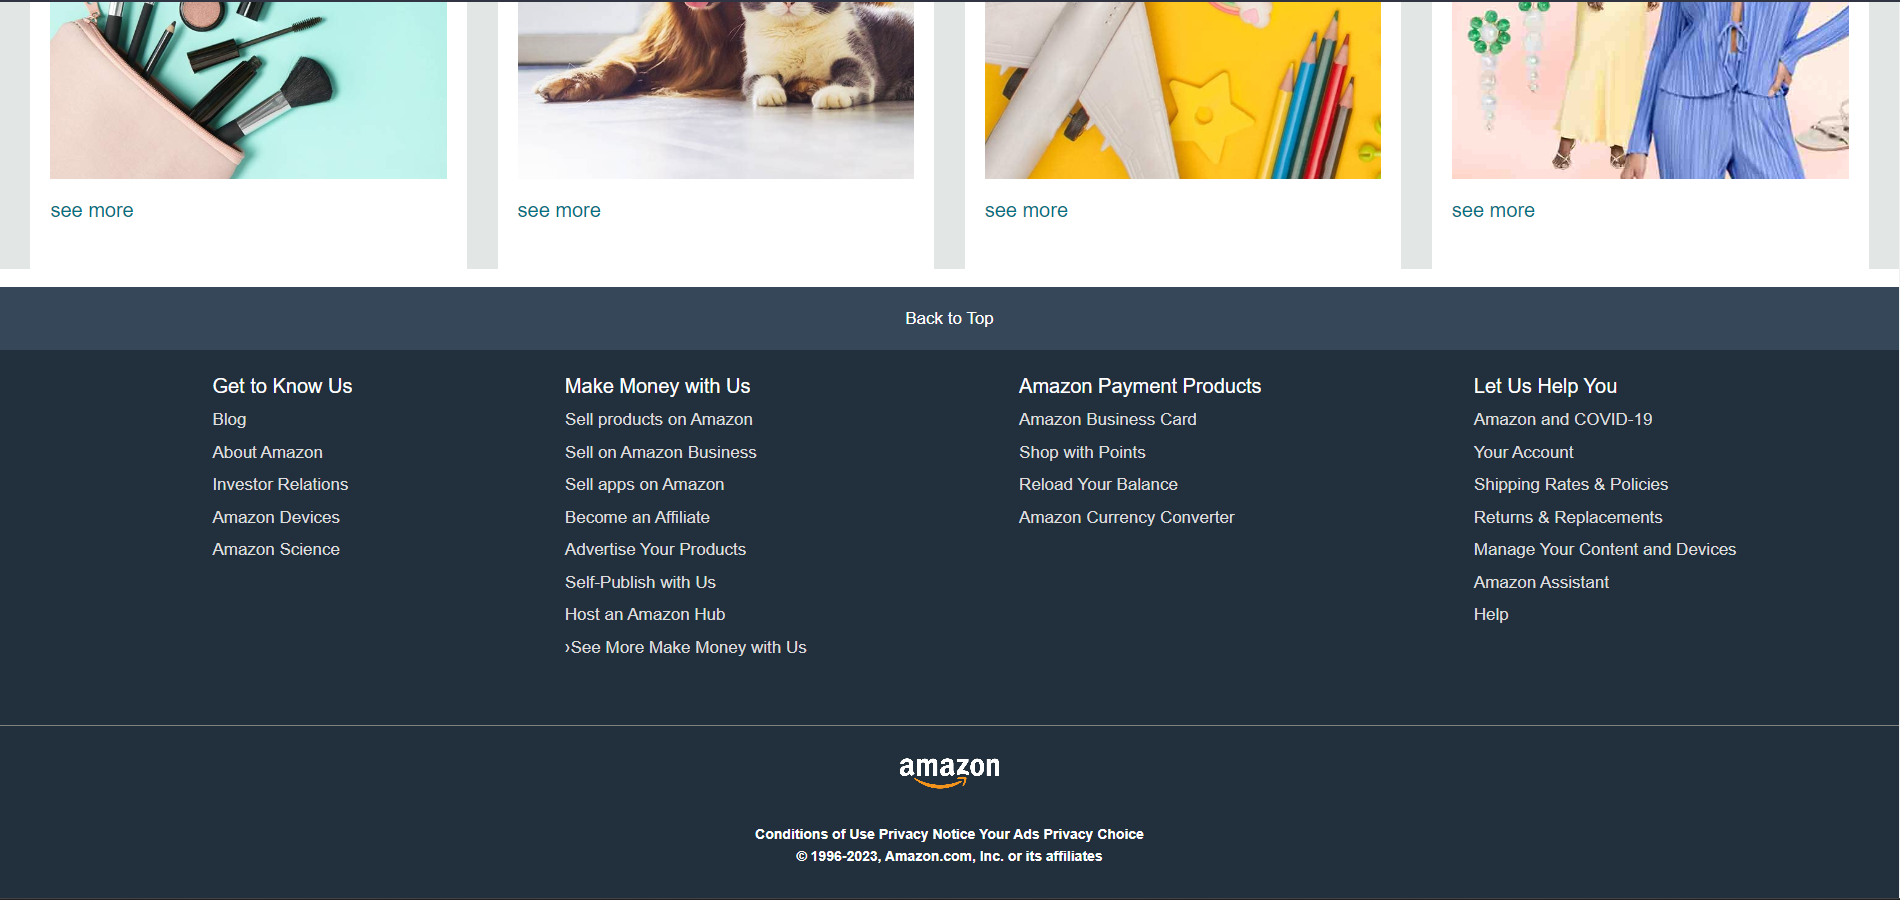 see more
see more
see more
see more
Back to Top
Get to Know Us
Blog
About Amazon
Investor Relations
Amazon Devices
Amazon Science
Make Money with Us
Sell products on Amazon
Sell on Amazon Business
Sell apps on Amazon
Become an Affiliate
Advertise Your Products
Self-Publish with Us
Host an Amazon Hub
›See More Make Money with Us
Amazon Payment Products
Amazon Business Card
Shop with Points
Reload Your Balance
Amazon Currency Converter
Let Us Help You
Amazon and COVID-19
Your Account
Shipping Rates & Policies
Returns & Replacements
Manage Your Content and Devices
Amazon Assistant
Help
amazon
Conditions of Use Privacy Notice Your Ads Privacy Choice
© 1996-2023, Amazon.com, Inc. or its affiliates